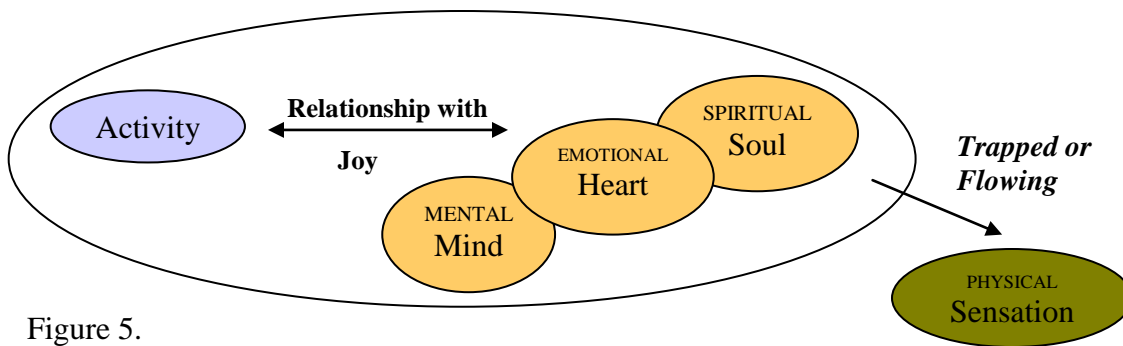 Activity
Relationship with
Joy
MENTAL
Mind
EMOTIONAL
Heart
SPIRITUAL
Soul
Trapped or
Flowing
PHYSICAL
Sensation
Figure 5.